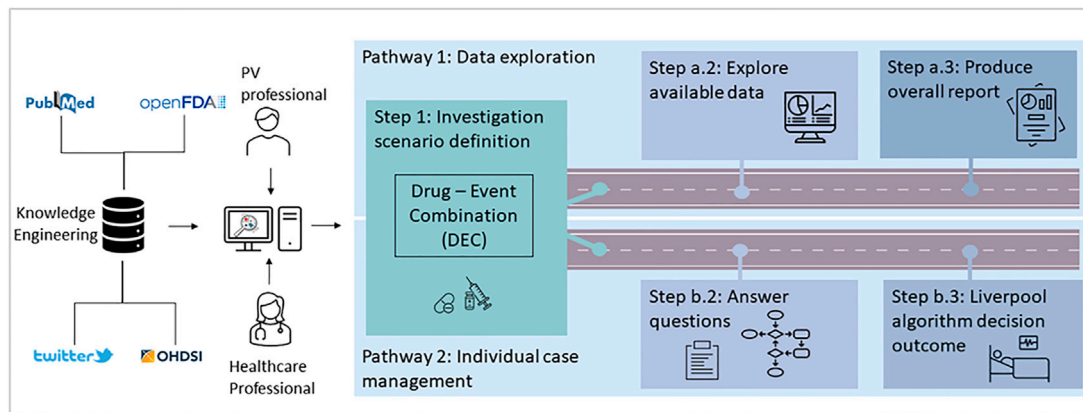 PubMed
openFDA
Knowledge
Engineering
twitter
OHDSI
PV
professional
Healthcare
Professional
Pathway 1: Data exploration
Step 1: Investigation
scenario definition
Drug – Event
Combination
(DEC)
Step a.2: Explore
available data
Step a.3: Produce
overall report
Step b.2: Answer
questions
Step b.3: Liverpool
algorithm decision
outcome
Pathway 2: Individual case
management